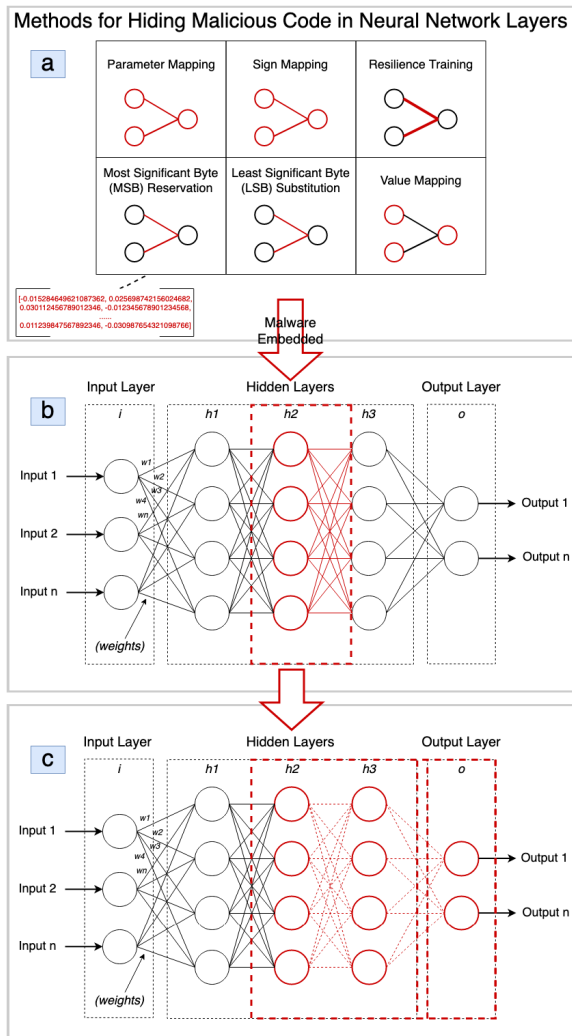 Methods for Hiding Malicious Code in Neural Network Layers
a
Parameter Mapping
Sign Mapping
Resilience Training
Most Significant Byte
(MSB) Reservation
Least Significant Byte
(LSB) Substitution
Value Mapping
[-0.015284649621087362, 0.025698742156024682,
0.030112456789012346, -0.012345678901234568,
......
0.011239847567892346, -0.030987654321098766]
Malware
Embedded
b
Input Layer
Hidden Layers
Output Layer
i
h1
h2
h3
o
w1
w2
w3
w4
wn
Input 1
Input 2
Input n
Output 1
Output n
(weights)
c
Input Layer
Hidden Layers
Output Layer
i
h1
h2
h3
o
w1
w2
w3
w4
wn
Input 1
Input 2
Input n
Output 1
Output n
(weights)